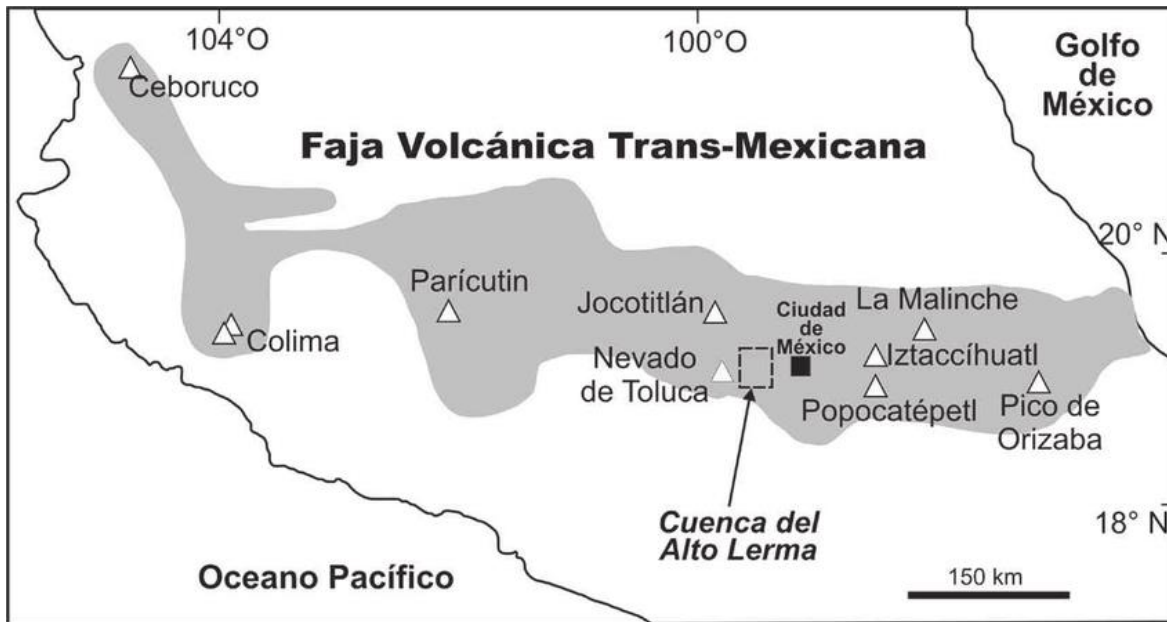 104°O
100°O
Golfo
de
México
Ceboruco
Faja Volcánica Trans-Mexicana
20° N
Parícutin
Jocotitlán
Ciudad
de
México
La Malinche
Colima
Nevado
de Toluca
Iztaccíhuatl
Popocatépetl
Pico de
Orizaba
Cuenca del
Alto Lerma
18° N
Oceano Pacífico
150 km